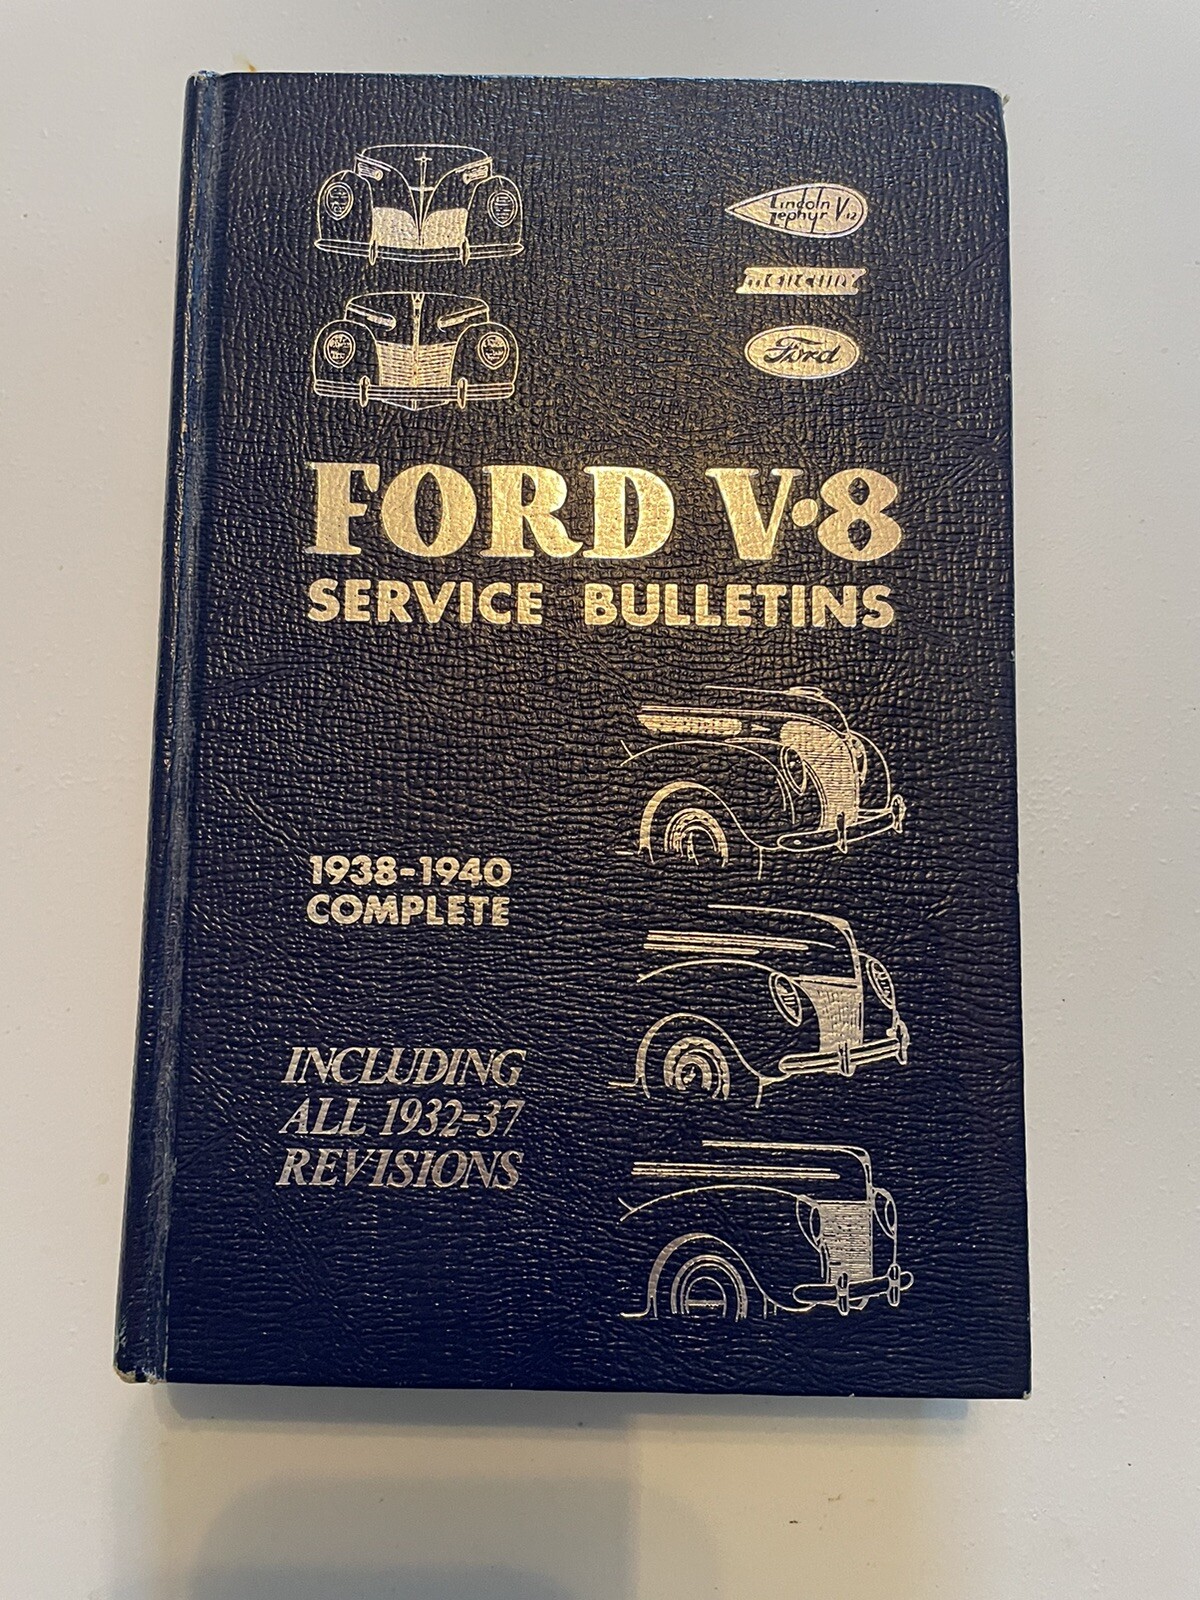 Lincoln
Zephyr V12
MERCURY
Ford
FORD V·8
SERVICE BULLETINS
1938-1940
COMPLETE
INCLUDING
ALL 1932-37
REVISIONS